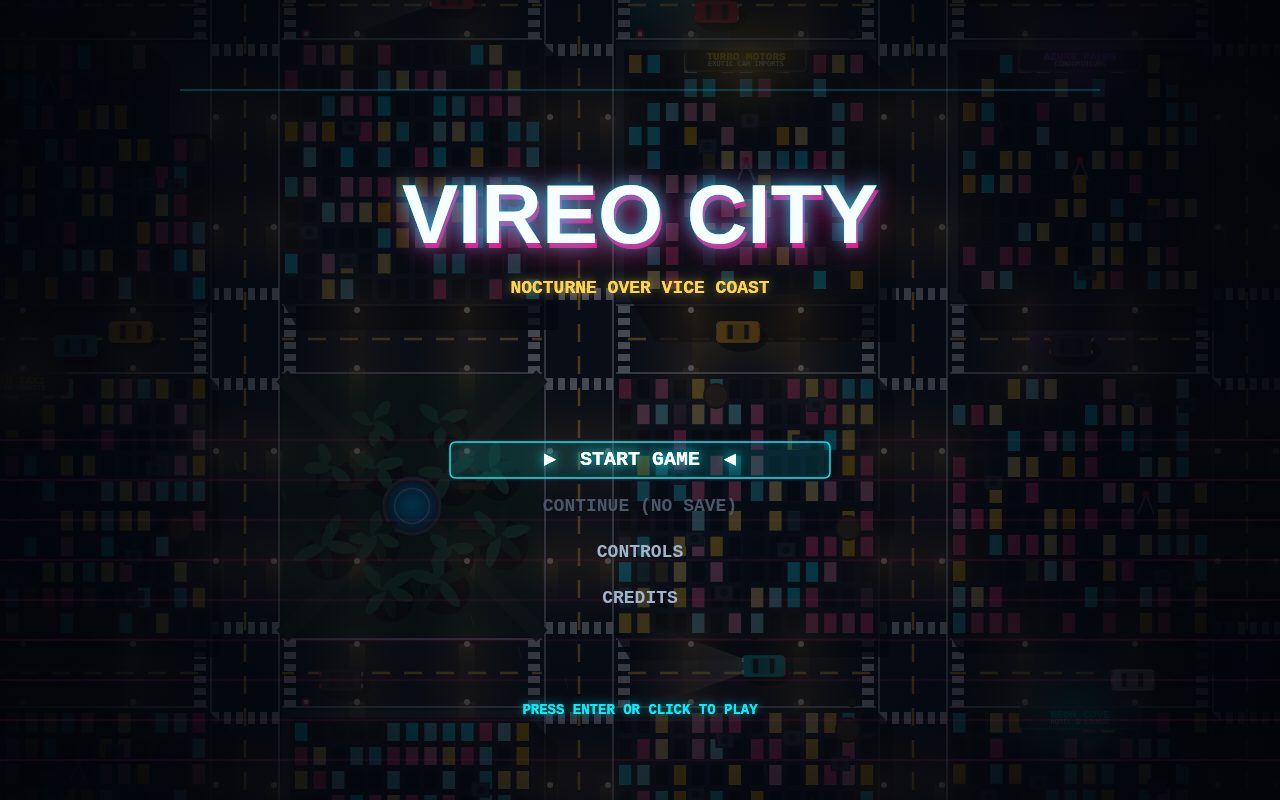 TURBO MOTORS
EXOTIC CAR IMPORTS
VIREO CITY
NOCTURNE OVER VICE COAST
► START GAME ◄
CONTINUE (NO SAVE)
CONTROLS
CREDITS
PRESS ENTER OR CLICK TO PLAY